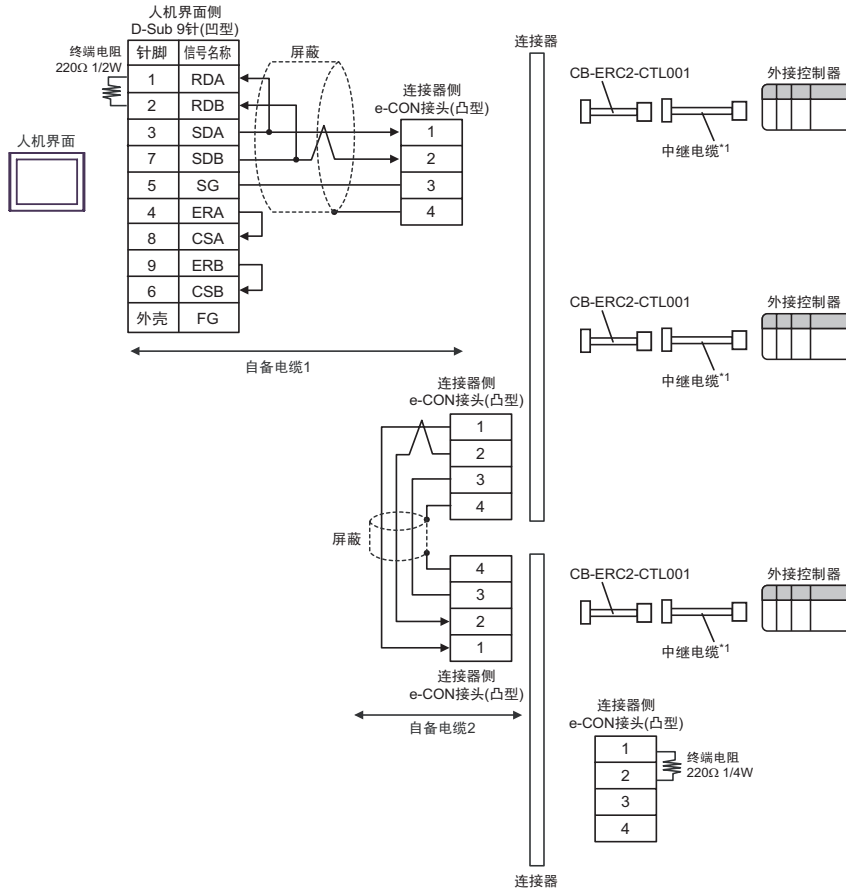 人机界面侧
D-Sub 9针(凹型)
终端电阻
220Ω 1/2W
针脚 信号名称
1 RDA
2 RDB
3 SDA
7 SDB
5 SG
4 ERA
8 CSA
9 ERB
6 CSB
外壳 FG
人机界面
屏蔽
连接器侧
e-CON接头(凸型)
1
2
3
4
自备电缆1
连接器
CB-ERC2-CTL001
外接控制器
中继电缆*1
CB-ERC2-CTL001
外接控制器
中继电缆*1
连接器侧
e-CON接头(凸型)
1
2
3
4
屏蔽
4
3
2
1
连接器侧
e-CON接头(凸型)
自备电缆2
CB-ERC2-CTL001
外接控制器
中继电缆*1
连接器侧
e-CON接头(凸型)
1
2
3
4
终端电阻
220Ω 1/4W
连接器